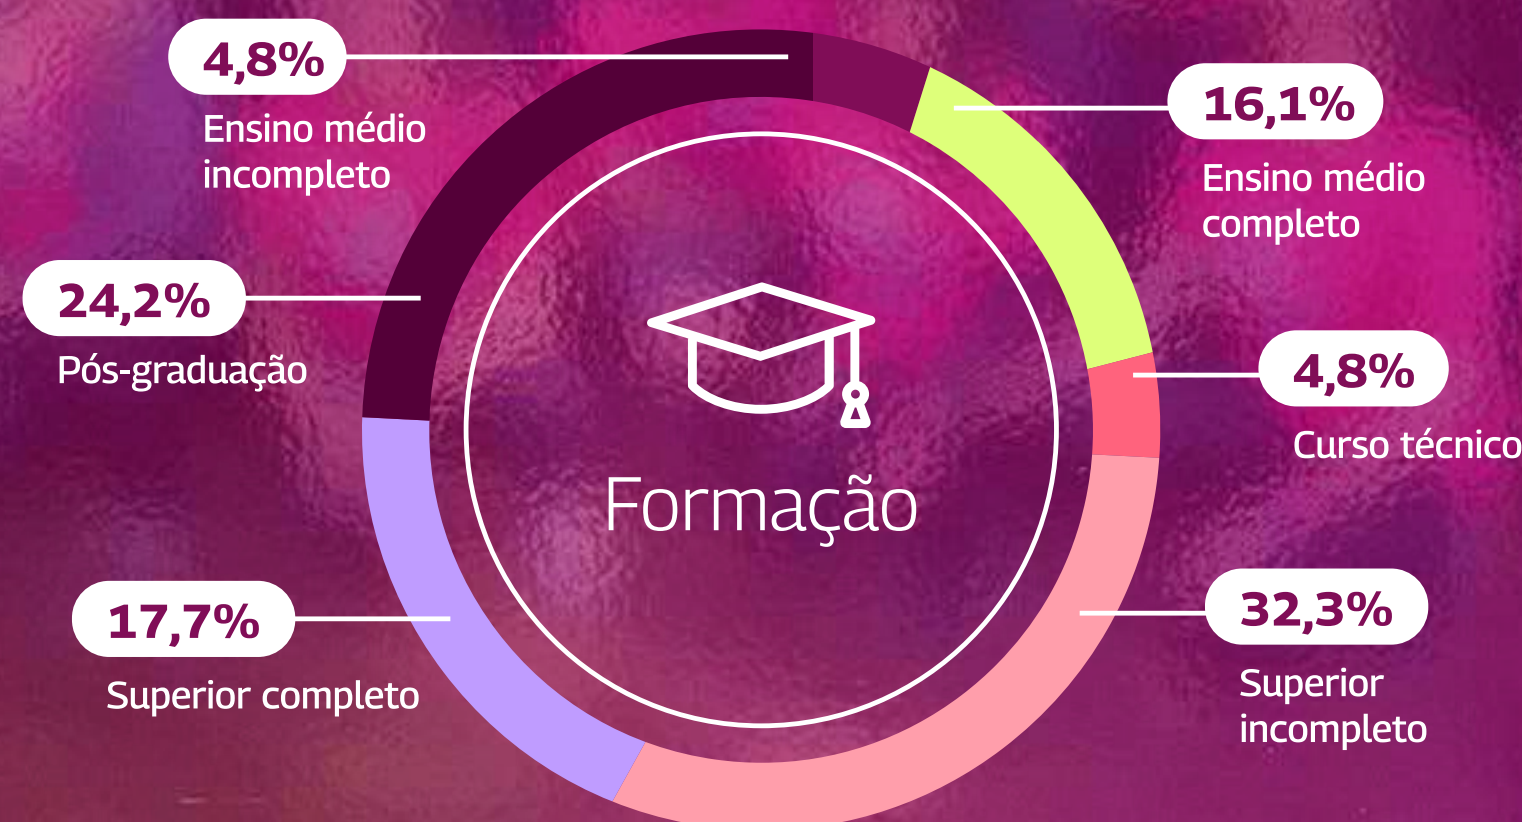 4,8%
Ensino médio
incompleto
16,1%
Ensino médio
completo
24,2%
Pós-graduação
4,8%
Curso técnico
Formação
17,7%
Superior completo
32,3%
Superior
incompleto